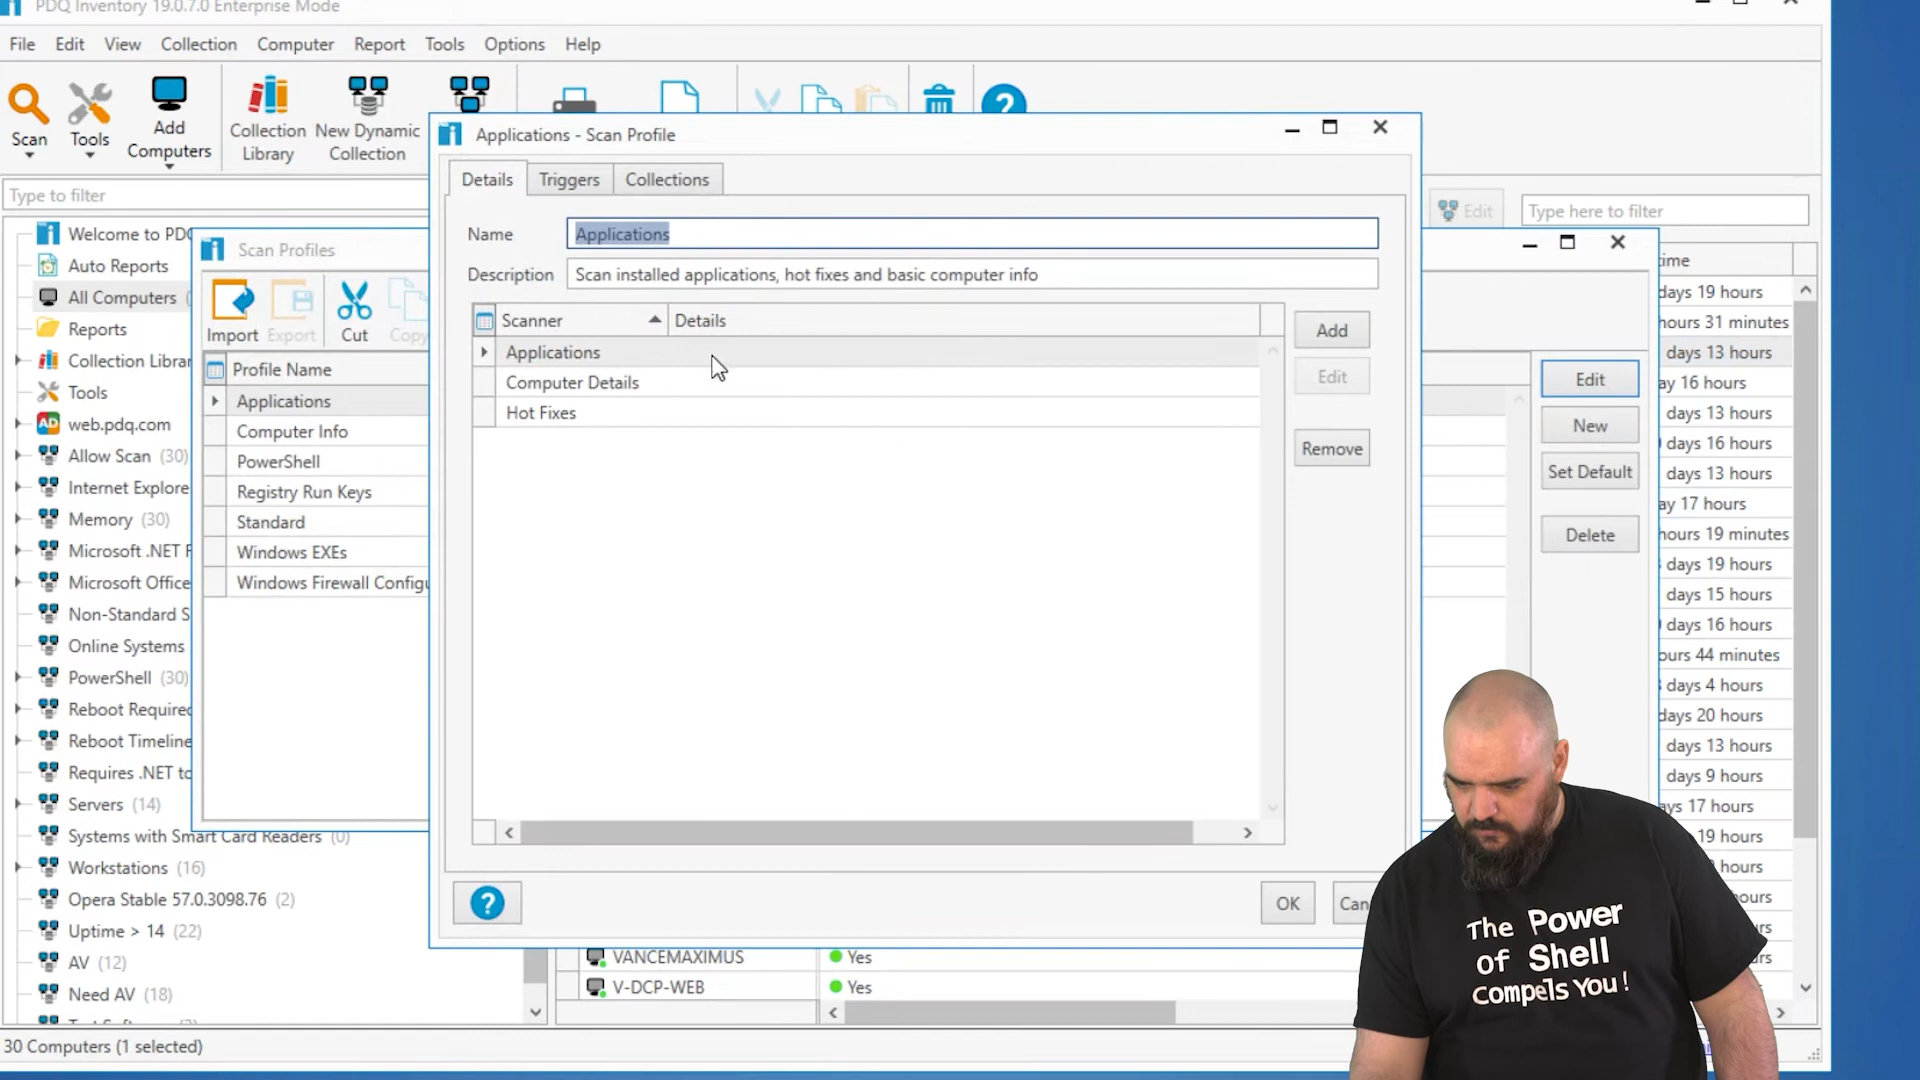 PDQ Inventory 19.0.7.0 Enterprise Mode
File Edit View Collection Computer Report Tools Options Help
Scan
Tools
Add
Computers
Collection
Library
New Dynamic
Collection
Type to filter
Edit
Type here to filter
Welcome to PDQ
Auto Reports
All Computers
Reports
Collection Librar
Tools
web.pdq.com
Allow Scan (30)
Internet Explore
Memory (30)
Microsoft .NET F
Microsoft Office
Non-Standard S
Online Systems
PowerShell (30)
Reboot Required
Reboot Timeline
Requires .NET to
Servers (14)
Systems with Smart Card Readers (0)
Workstations (16)
Opera Stable 57.0.3098.76 (2)
Uptime > 14 (22)
AV (12)
Need AV (18)
30 Computers (1 selected)
Scan Profiles
Import
Export
Cut
Copy
Profile Name
Applications
Computer Info
PowerShell
Registry Run Keys
Standard
Windows EXEs
Windows Firewall Configu
Applications - Scan Profile
Details Triggers Collections
Name Applications
Description Scan installed applications, hot fixes and basic computer info
Scanner Details
Applications
Computer Details
Hot Fixes
Add
Edit
Remove
OK
Can
Edit
New
Set Default
Delete
VANCEMAXIMUS Yes
V-DCP-WEB Yes
time
days 19 hours
hours 31 minutes
days 13 hours
ay 16 hours
days 13 hours
days 16 hours
days 13 hours
ay 17 hours
hours 19 minutes
days 19 hours
days 15 hours
days 16 hours
ours 44 minutes
days 4 hours
days 20 hours
days 13 hours
days 9 hours
ays 17 hours
19 hours
hours
ours
rs
ours
rs
The Power
of Shell
Compels You!